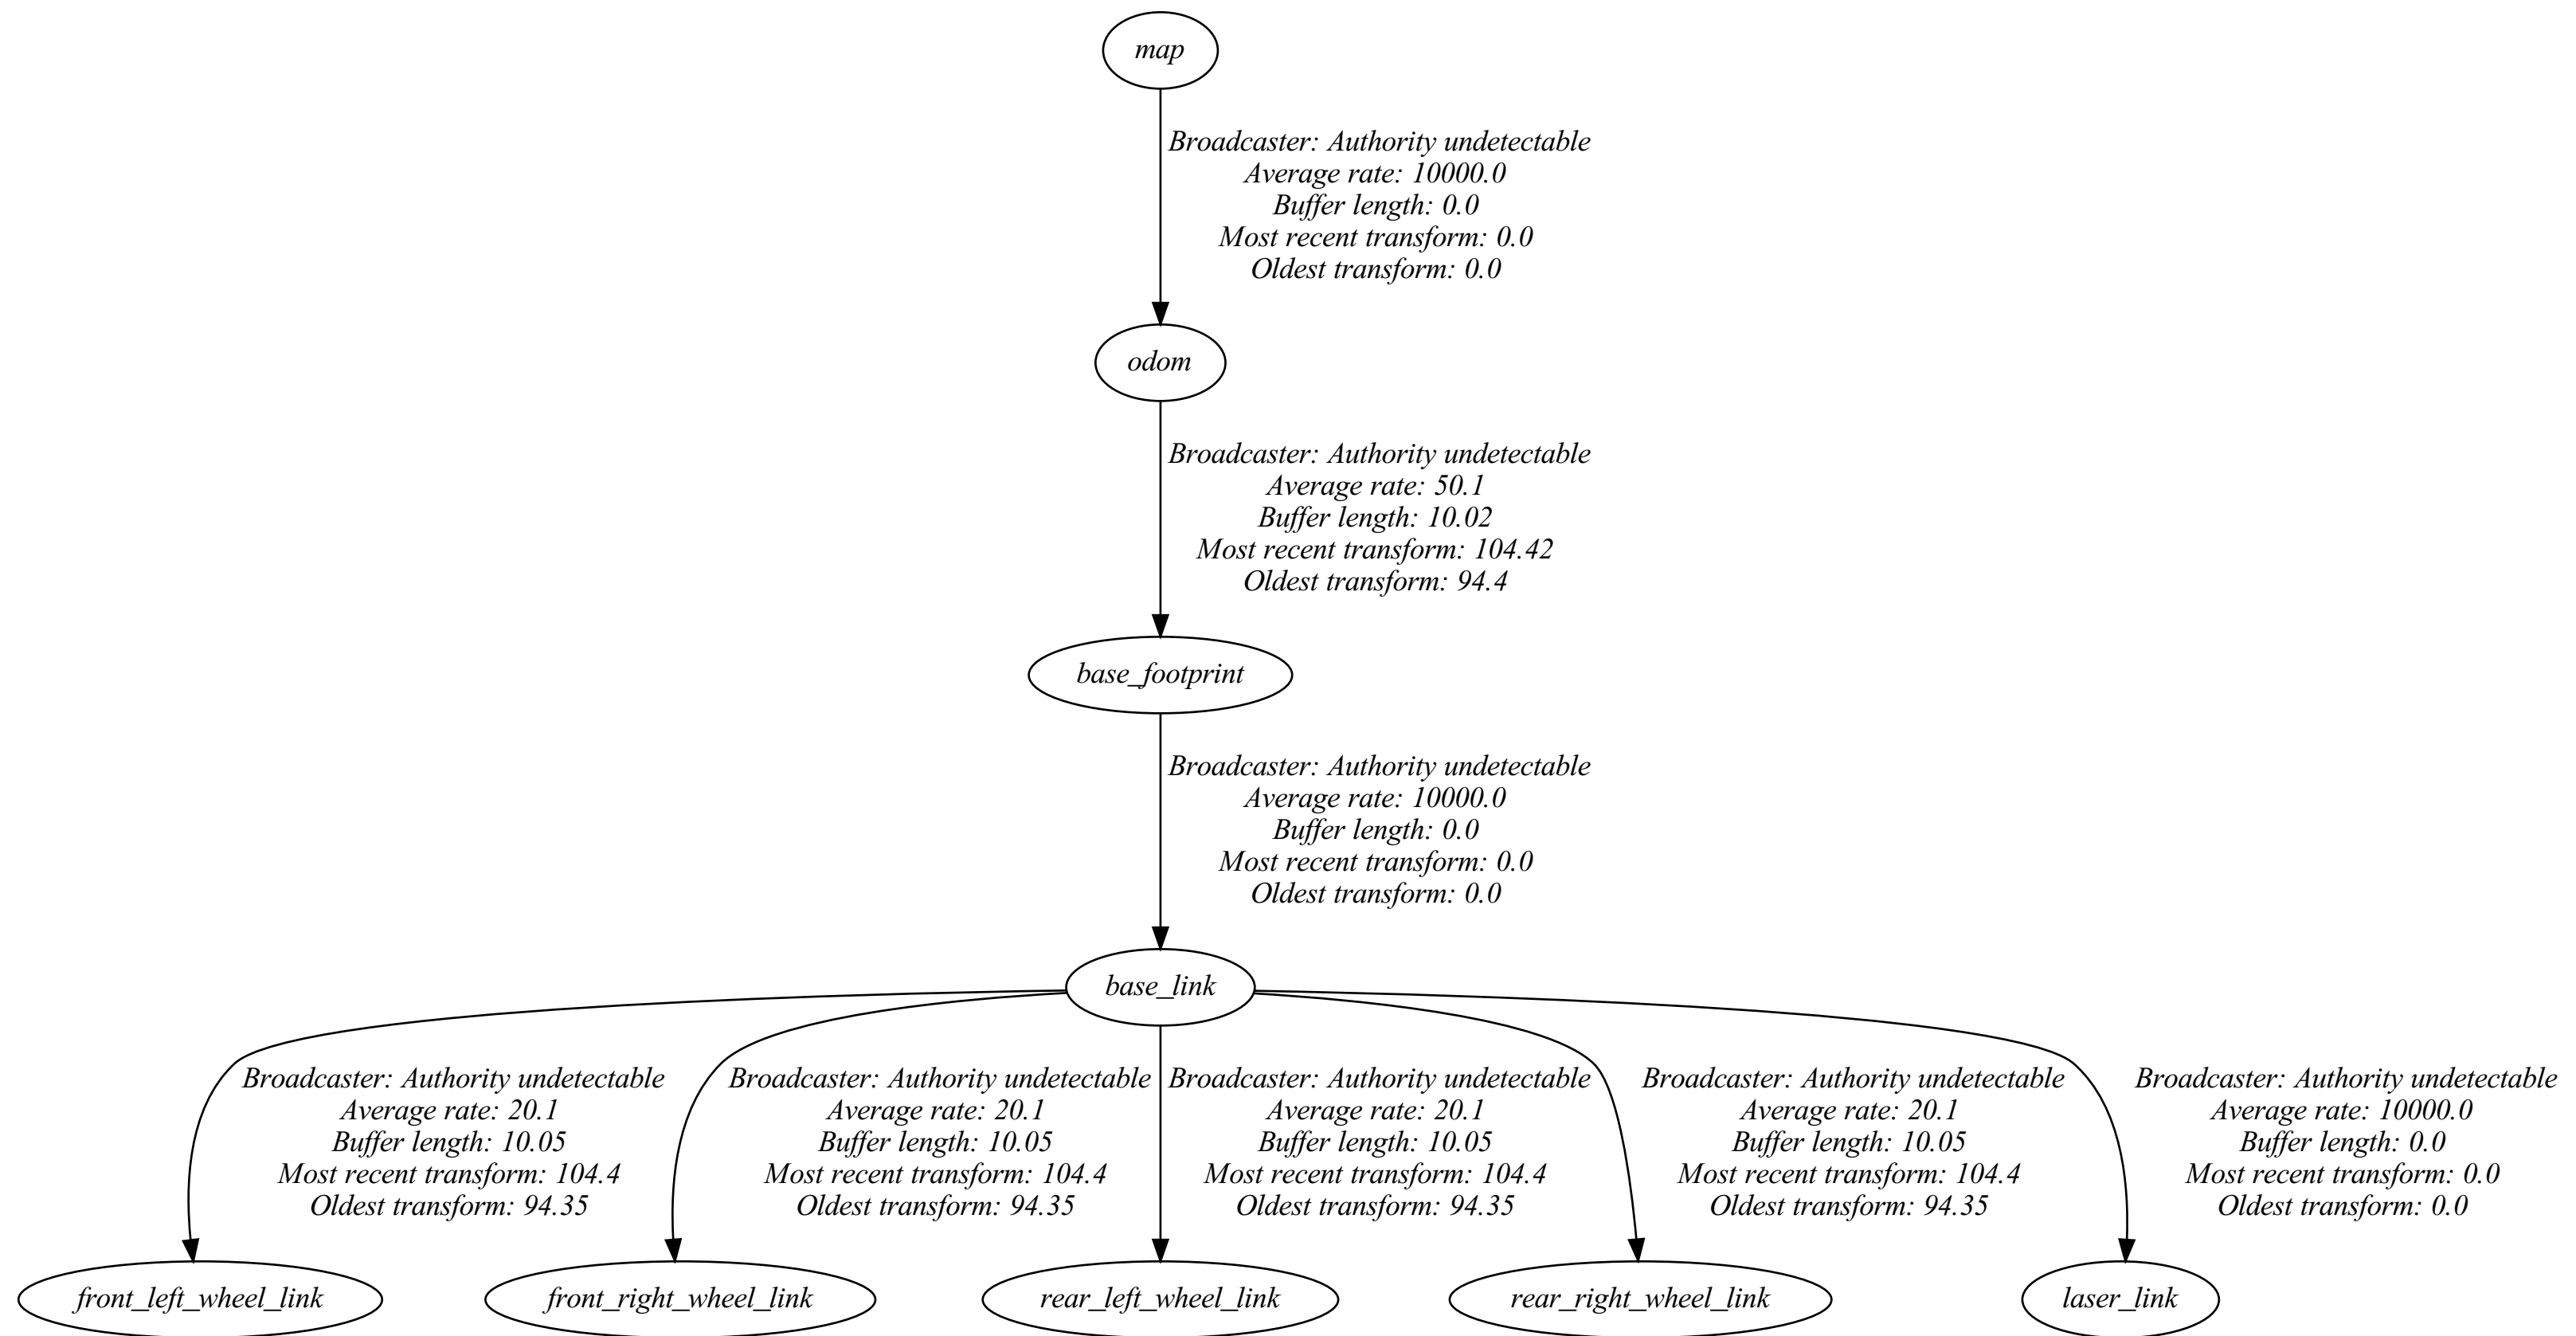 map
Broadcaster: Authority undetectable
Average rate: 10000.0
Buffer length: 0.0
Most recent transform: 0.0
Oldest transform: 0.0
odom
Broadcaster: Authority undetectable
Average rate: 50.1
Buffer length: 10.02
Most recent transform: 104.42
Oldest transform: 94.4
base_footprint
Broadcaster: Authority undetectable
Average rate: 10000.0
Buffer length: 0.0
Most recent transform: 0.0
Oldest transform: 0.0
base_link
Broadcaster: Authority undetectable
Average rate: 20.1
Buffer length: 10.05
Most recent transform: 104.4
Oldest transform: 94.35
Broadcaster: Authority undetectable
Average rate: 20.1
Buffer length: 10.05
Most recent transform: 104.4
Oldest transform: 94.35
Broadcaster: Authority undetectable
Average rate: 20.1
Buffer length: 10.05
Most recent transform: 104.4
Oldest transform: 94.35
Broadcaster: Authority undetectable
Average rate: 20.1
Buffer length: 10.05
Most recent transform: 104.4
Oldest transform: 94.35
Broadcaster: Authority undetectable
Average rate: 10000.0
Buffer length: 0.0
Most recent transform: 0.0
Oldest transform: 0.0
front_left_wheel_link
front_right_wheel_link
rear_left_wheel_link
rear_right_wheel_link
laser_link